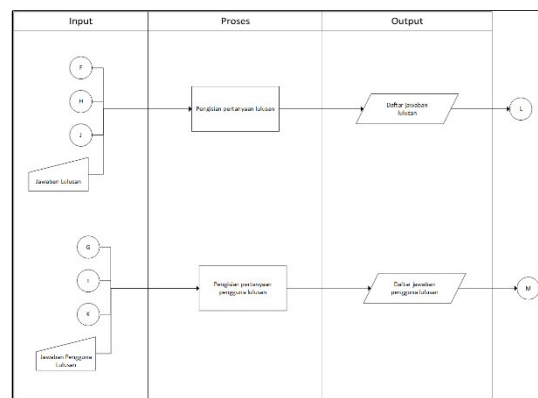 Input
Proses
Output
F
H
J
Jawaban Lulusan
Pengisian pertanyaan lulusan
Daftar jawaban
lulusan
L
G
I
K
Jawaban Pengguna
Lulusan
Pengisian pertanyaan
pengguna lulusan
Daftar jawaban
pengguna lulusan
M